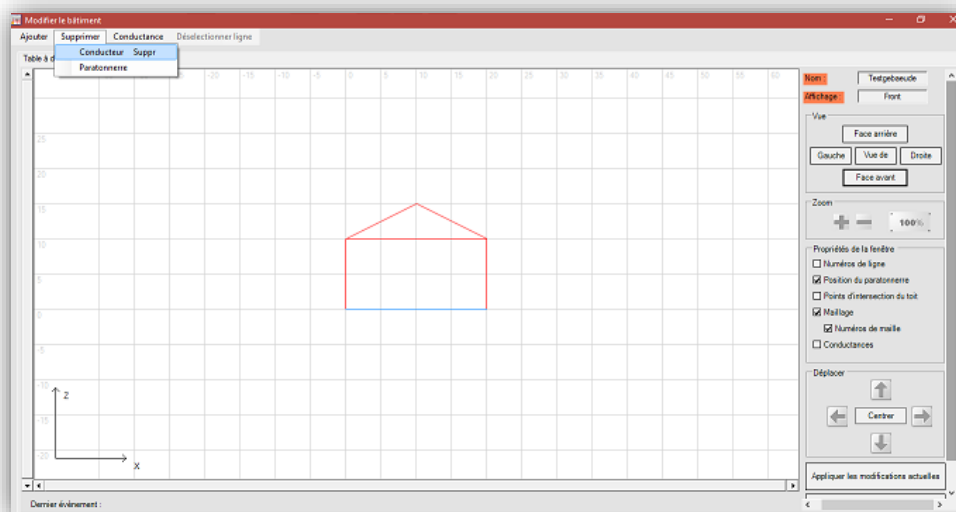 Modifier le bâtiment
Ajouter Supprimer Conductance Déselectionner ligne
Conducteur Suppr
Paratonnerre
Table à d
-20 -15 -10 -5 0 5 10 15 20 25 30 35 40 45 50 55 60
25
20
15
10
5
0
-5
-10
-15
-20
Z
X
Nom : Testgebaeude
Affichage : Front
Vue
Face arrière
Gauche Vue de Droite
Face avant
Zoom
100%
Propriétés de la fenêtre
Numéros de ligne
Position du paratonnerre
Points d'intersection du toit
Maillage
Numéros de maille
Conductances
Déplacer
Centrer
Appliquer les modifications actuelles
Dernier événement :